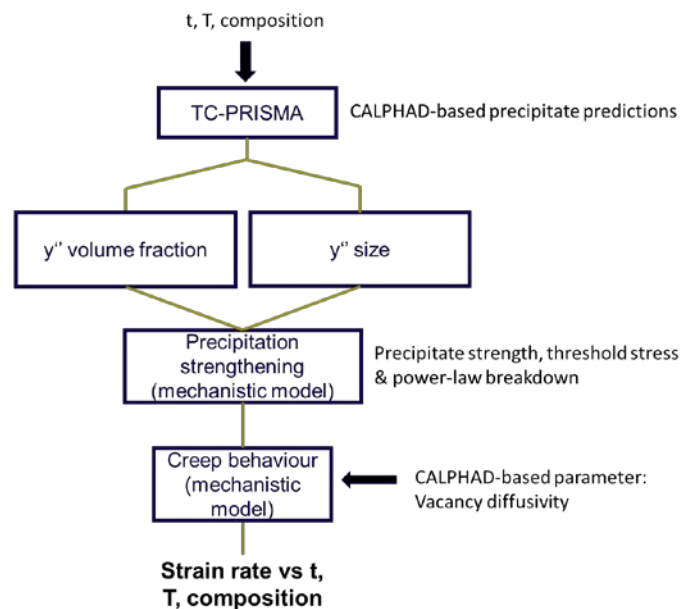 t, T, composition
TC-PRISMA
CALPHAD-based precipitate predictions
y‘’ volume fraction
y‘’ size
Precipitation
strengthening
(mechanistic model)
Precipitate strength, threshold stress
& power-law breakdown
Creep behaviour
(mechanistic
model)
CALPHAD-based parameter:
Vacancy diffusivity
Strain rate vs t,
T, composition